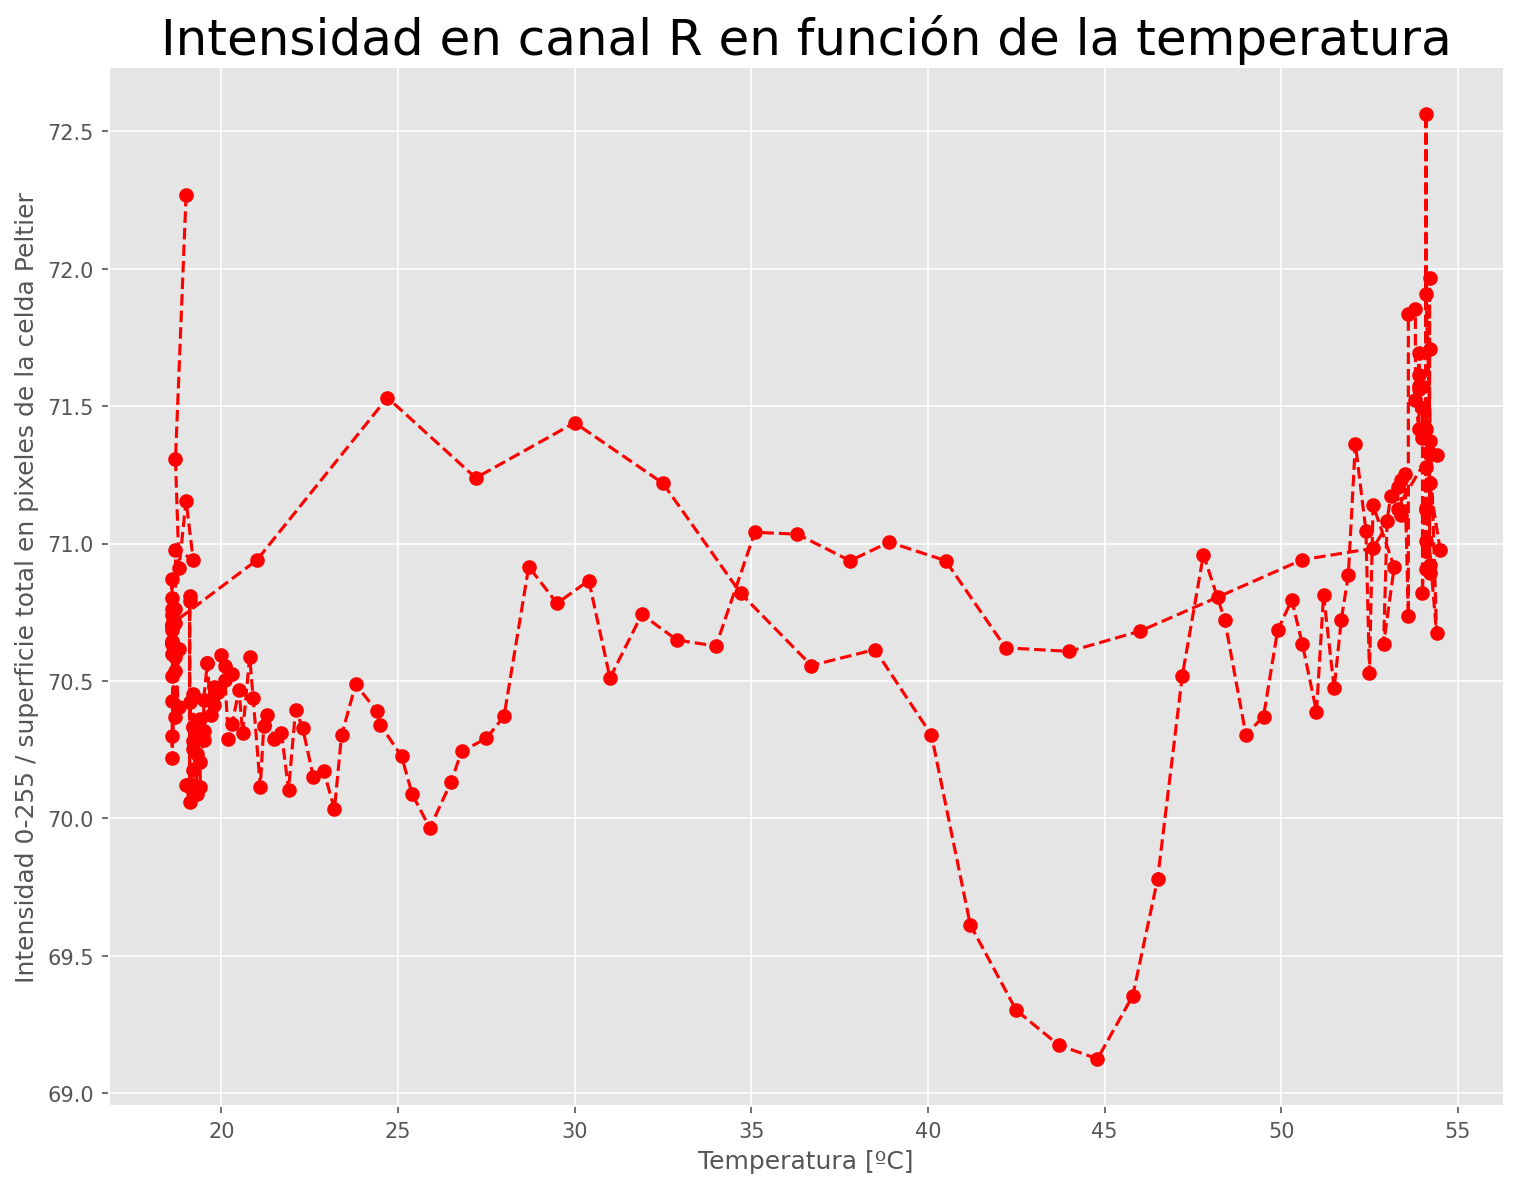 Intensidad en canal R en función de la temperatura
Intensidad 0-255 / superficie total en pixeles de la celda Peltier
72.5
72.0
71.5
71.0
70.5
70.0
69.5
69.0
20 25 30 35 40 45 50 55
Temperatura [ºC]